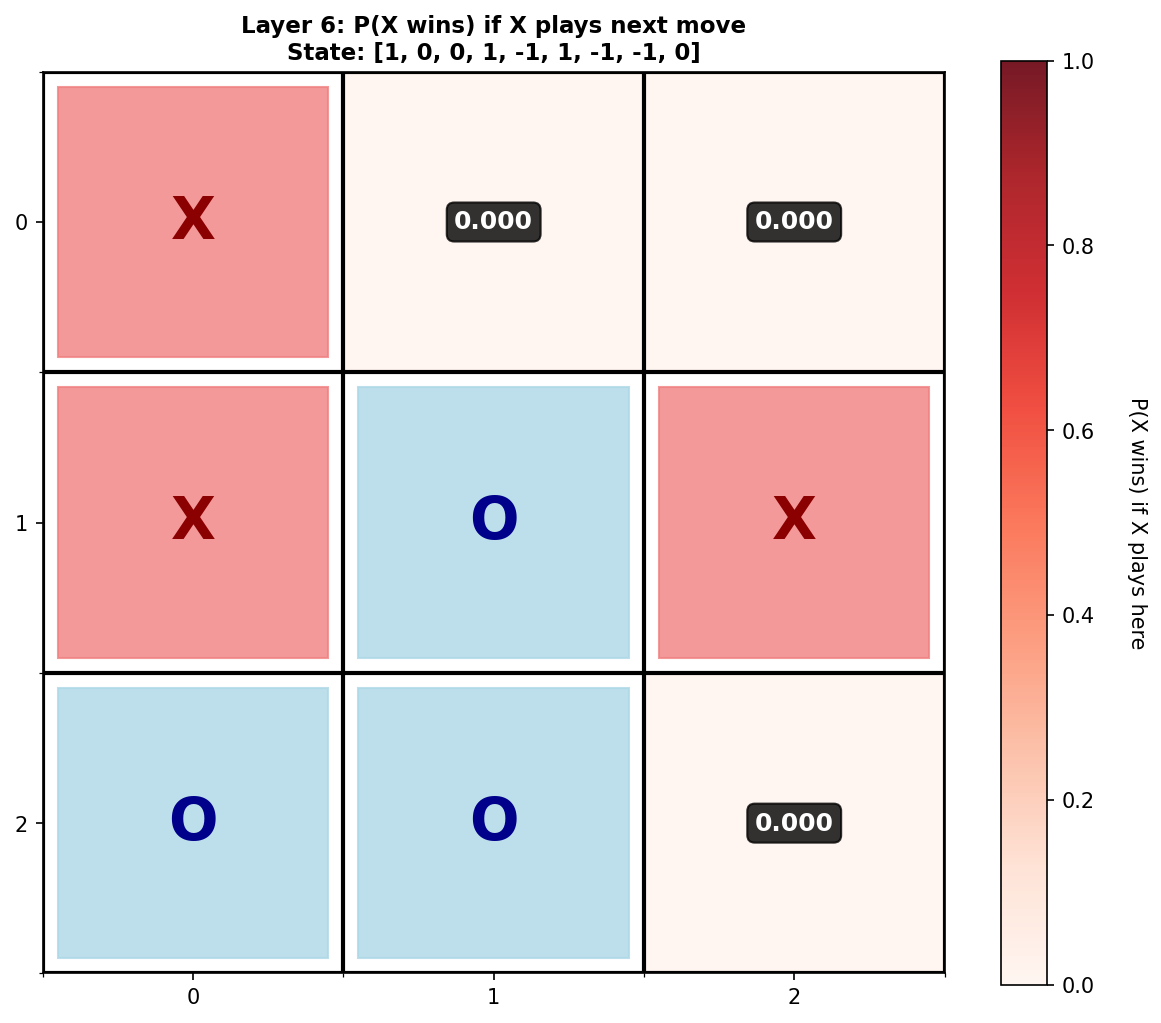 Layer 6: P(X wins) if X plays next move
State: [1, 0, 0, 1, -1, 1, -1, -1, 0]
0
X
0.000
0.000
1
X
O
X
2
O
O
0.000
0
1
2
1.0
0.8
0.6
0.4
0.2
0.0
P(X wins) if X plays here